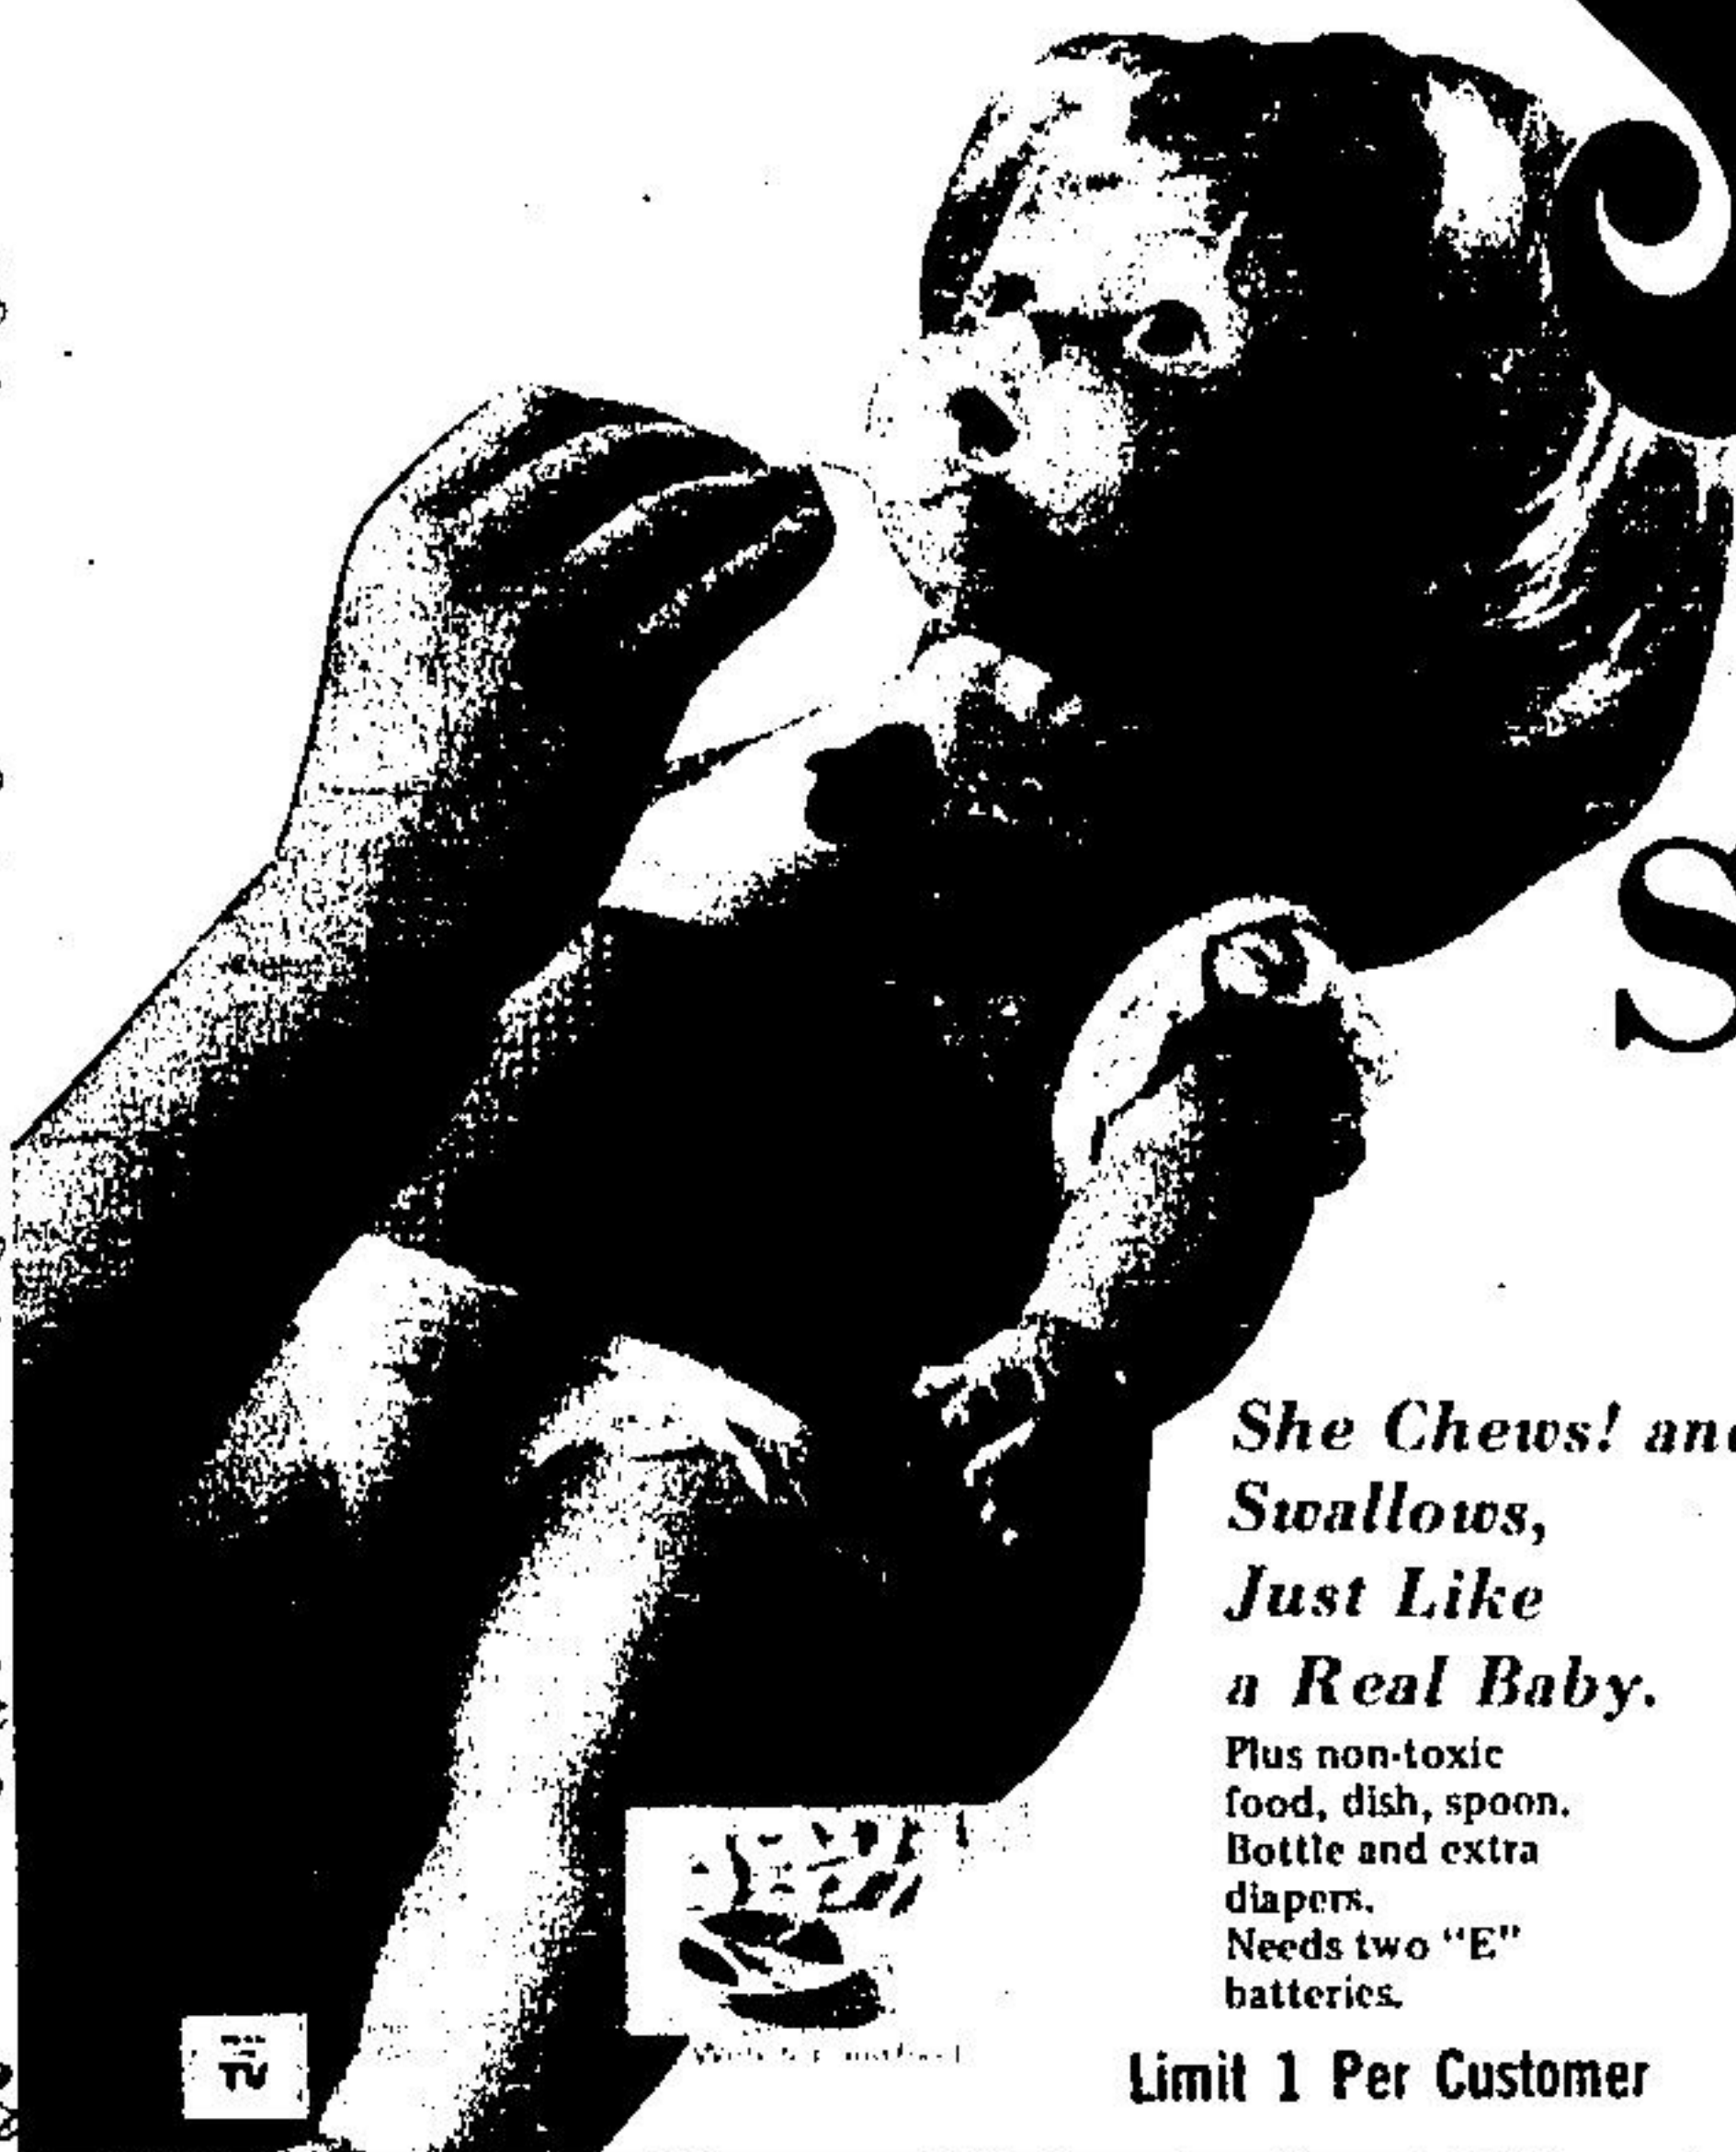 S
She Chews! and
Swallows,
Just Like
a Real Baby.
Plus non-toxic
food, dish, spoon.
Bottle and extra
diapers.
Needs two "E"
batteries.
TV
Limit 1 Per Customer